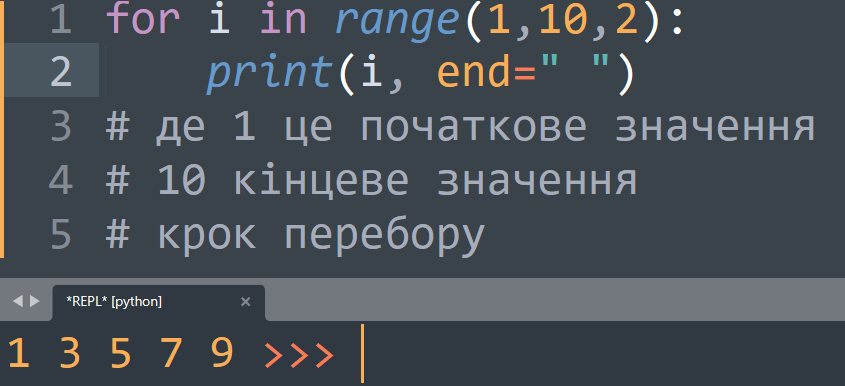 1 for i in range(1,10,2):
2     print(i, end=" ")
3 # де 1 це початкове значення
4 # 10 кінцеве значення
5 # крок перебору
*REPL* [python] ×
1 3 5 7 9 >>>